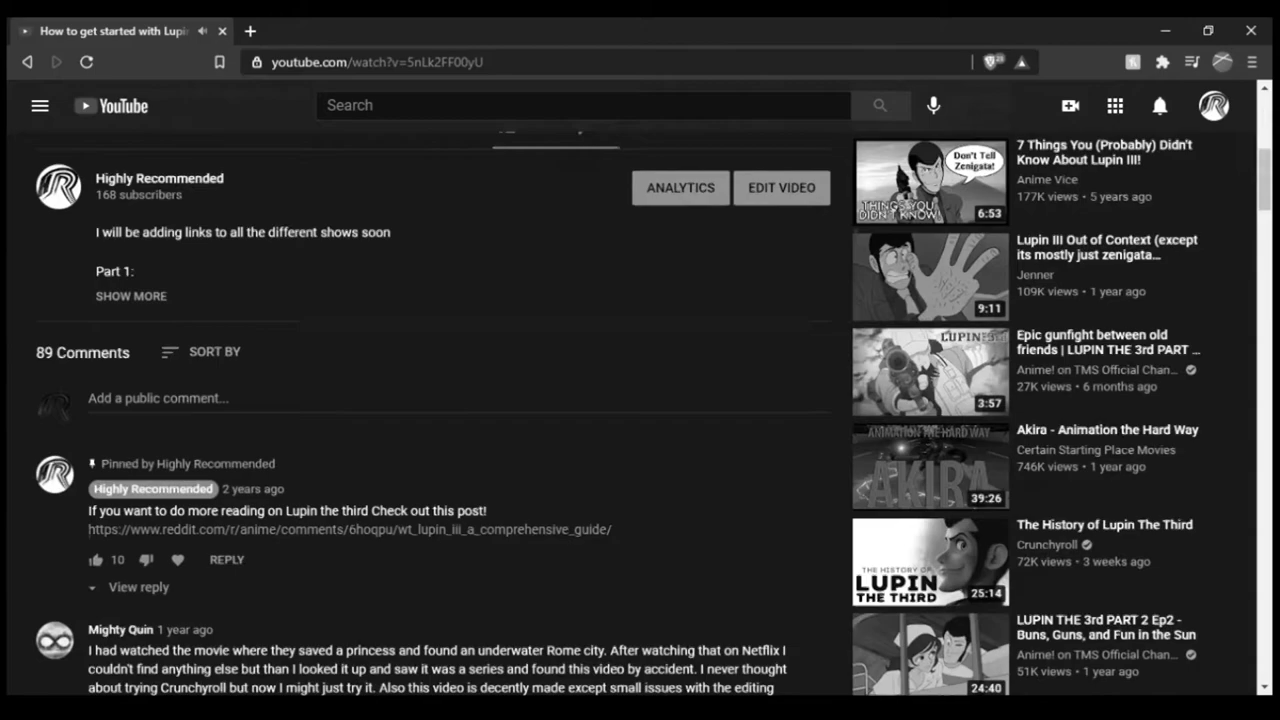 How to get started with Lupi
youtube.com/watch?v=5nLk2FF00yU
YouTube
Search
Highly Recommended
168 subscribers
ANALYTICS
EDIT VIDEO
I will be adding links to all the different shows soon
Part 1:
SHOW MORE
89 Comments
SORT BY
Add a public comment...
Pinned by Highly Recommended
Highly Recommended 2 years ago
If you want to do more reading on Lupin the third Check out this post!
https://www.reddit.com/r/anime/comments/6hoqpu/wt_lupin_iii_a_comprehensive_guide/
10
REPLY
View reply
Mighty Quin 1 year ago
I had watched the movie where they saved a princess and found an underwater Rome city. After watching that on Netflix I
couldn't find anything else but than I looked it up and saw it was a series and found this video by accident. I never thought
about trying Crunchyroll but now I might just try it. Also this video is decently made except small issues with the editing
Don't Tell
Zenigata!
THINGS YOU
DIDN'T KNOW!
6:53
7 Things You (Probably) Didn't
Know About Lupin III!
Anime Vice
177K views • 5 years ago
9:11
Lupin III Out of Context (except
its mostly just zenigata...
Jenner
109K views • 1 year ago
3:57
Epic gunfight between old
friends | LUPIN THE 3rd PART ...
Anime! on TMS Official Chan...
27K views • 6 months ago
ANIMATION THE HARD WAY
AKIRA
39:26
Akira - Animation the Hard Way
Certain Starting Place Movies
746K views • 1 year ago
THE HISTORY OF
LUPIN
THE THIRD
25:14
The History of Lupin The Third
Crunchyroll
72K views • 3 weeks ago
24:40
LUPIN THE 3rd PART 2 Ep2 -
Buns, Guns, and Fun in the Sun
Anime! on TMS Official Chan...
51K views • 1 year ago